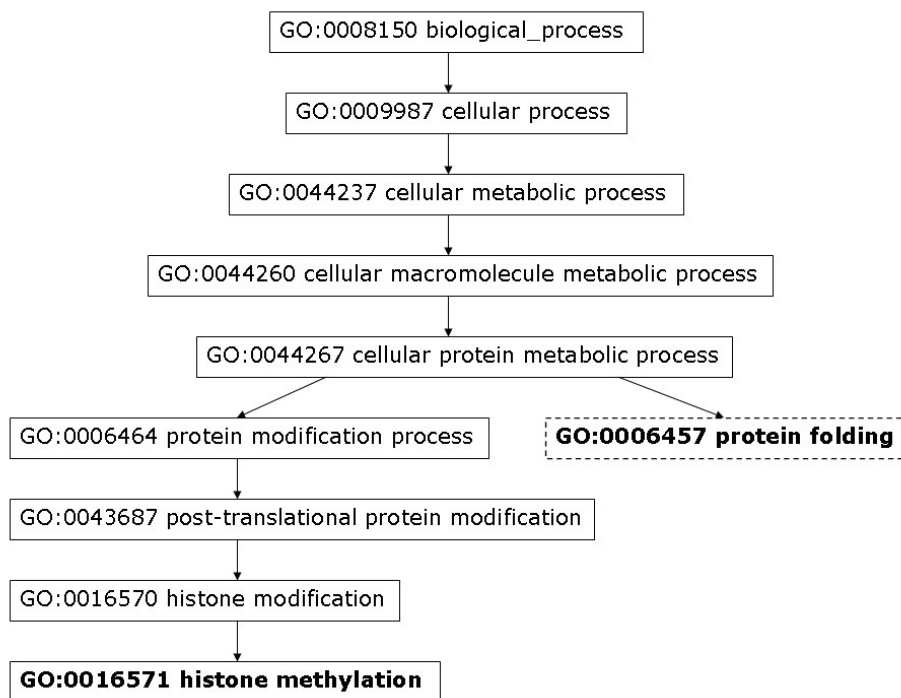 GO:0008150 biological_process
GO:0009987 cellular process
GO:0044237 cellular metabolic process
GO:0044260 cellular macromolecule metabolic process
GO:0044267 cellular protein metabolic process
GO:0006464 protein modification process
GO:0006457 protein folding
GO:0043687 post-translational protein modification
GO:0016570 histone modification
GO:0016571 histone methylation